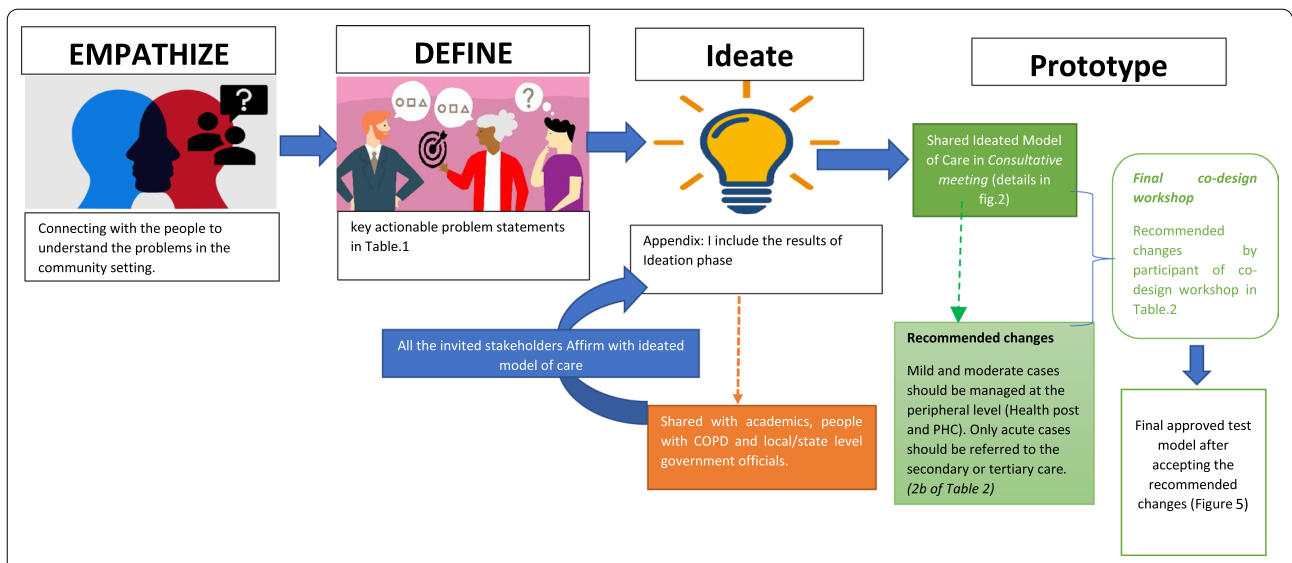 EMPATHIZE
?
Connecting with the people to
understand the problems in the
community setting.
DEFINE
?
key actionable problem statements
in Table.1
Ideate
Appendix: I include the results of
Ideation phase
All the invited stakeholders Affirm with ideated
model of care
Shared with academics, people
with COPD and local/state level
government officials.
Prototype
Shared Ideated Model
of Care in Consultative
meeting (details in
fig.2)
Recommended changes
Mild and moderate cases
should be managed at the
peripheral level (Health post
and PHC). Only acute cases
should be referred to the
secondary or tertiary care.
(2b of Table 2)
Final co-design
workshop
Recommended
changes by
participant of co-
design workshop in
Table.2
Final approved test
model after
accepting the
recommended
changes (Figure 5)